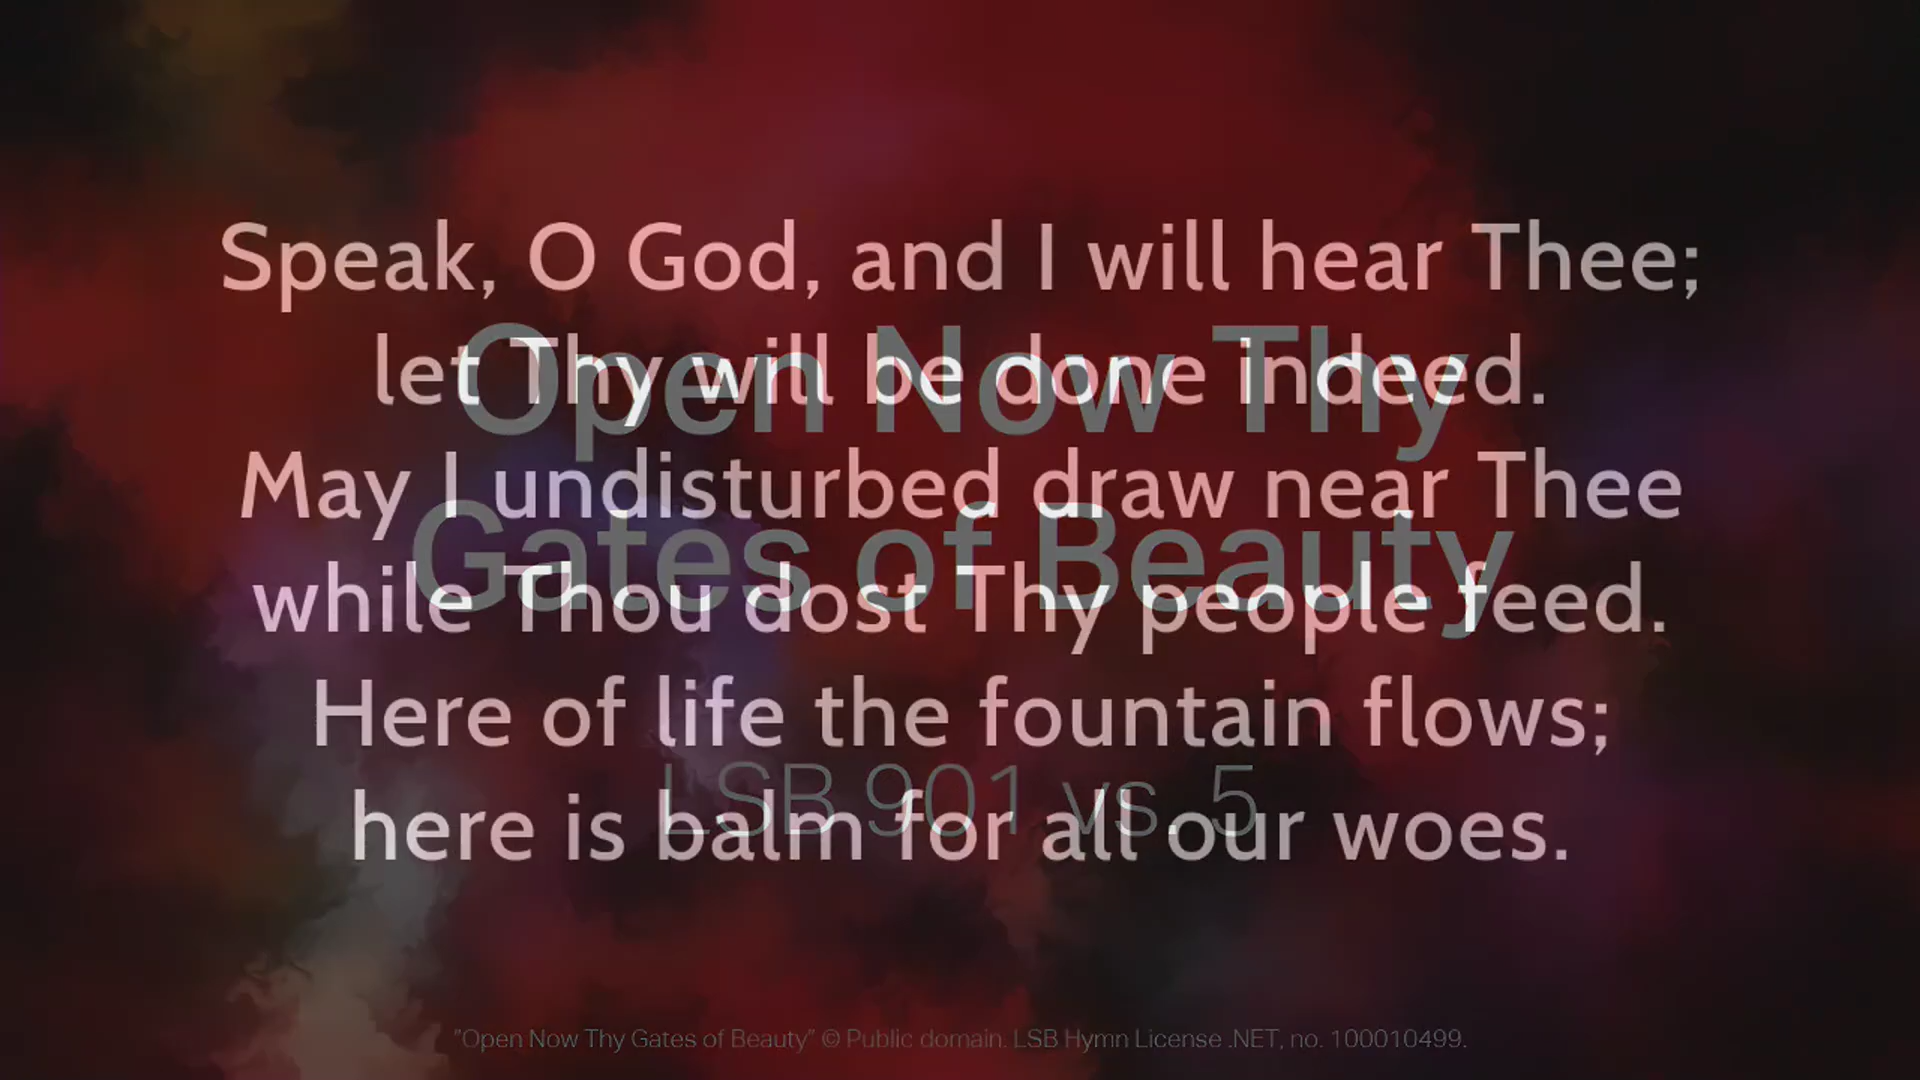 Speak, O God, and I will hear Thee;
let Thy will be done indeed.
May I undisturbed draw near Thee
while Thou dost Thy people feed.
Here of life the fountain flows;
here is balm for all our woes.
Open Now Thy
Gates of Beauty
LSB 901 vs. 5
"Open Now Thy Gates of Beauty" © Public domain. LSB Hymn License .NET, no. 100010499.